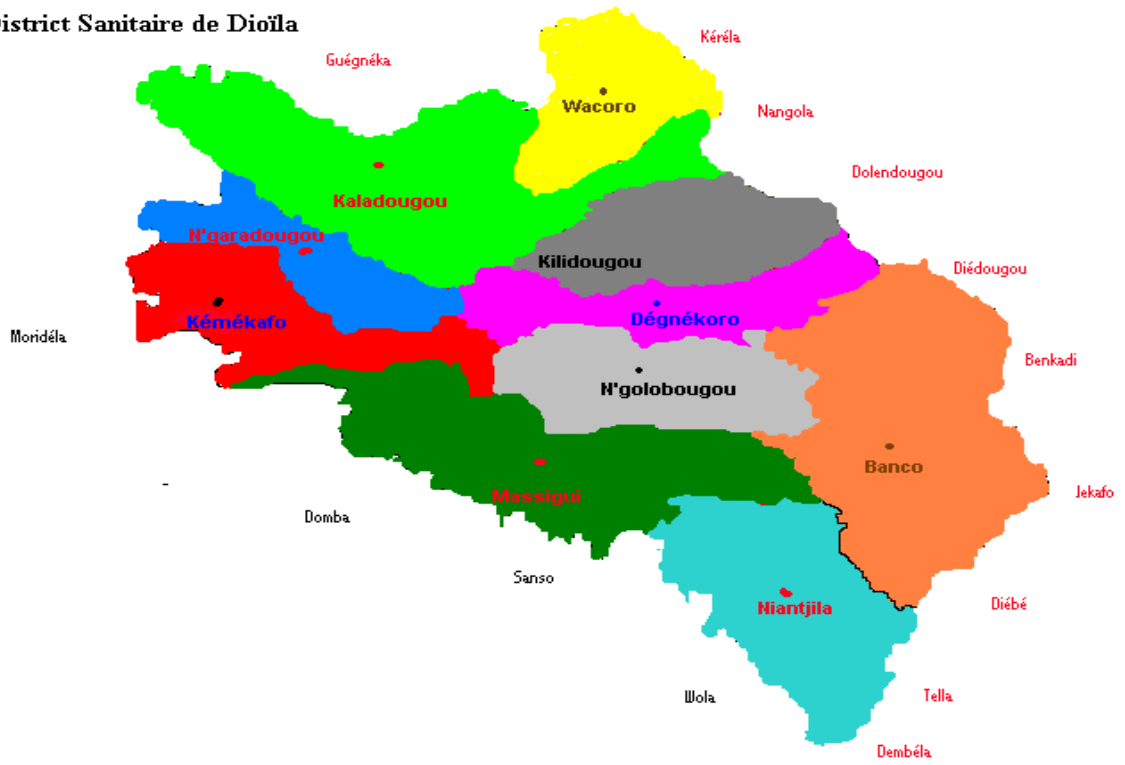 District Sanitaire de Dioïla
Kéréla
Guégnéka
Wacoro
Nangola
Dolendougou
Kaladougou
N'garadougou
Kilidougou
Diédougou
Kémékafo
Dégnékoro
Moridéla
Benkadi
N'golobougou
Banco
Massigui
Jekafo
Domba
Sanso
Diébé
Niantjila
Wola
Tella
Dembéla